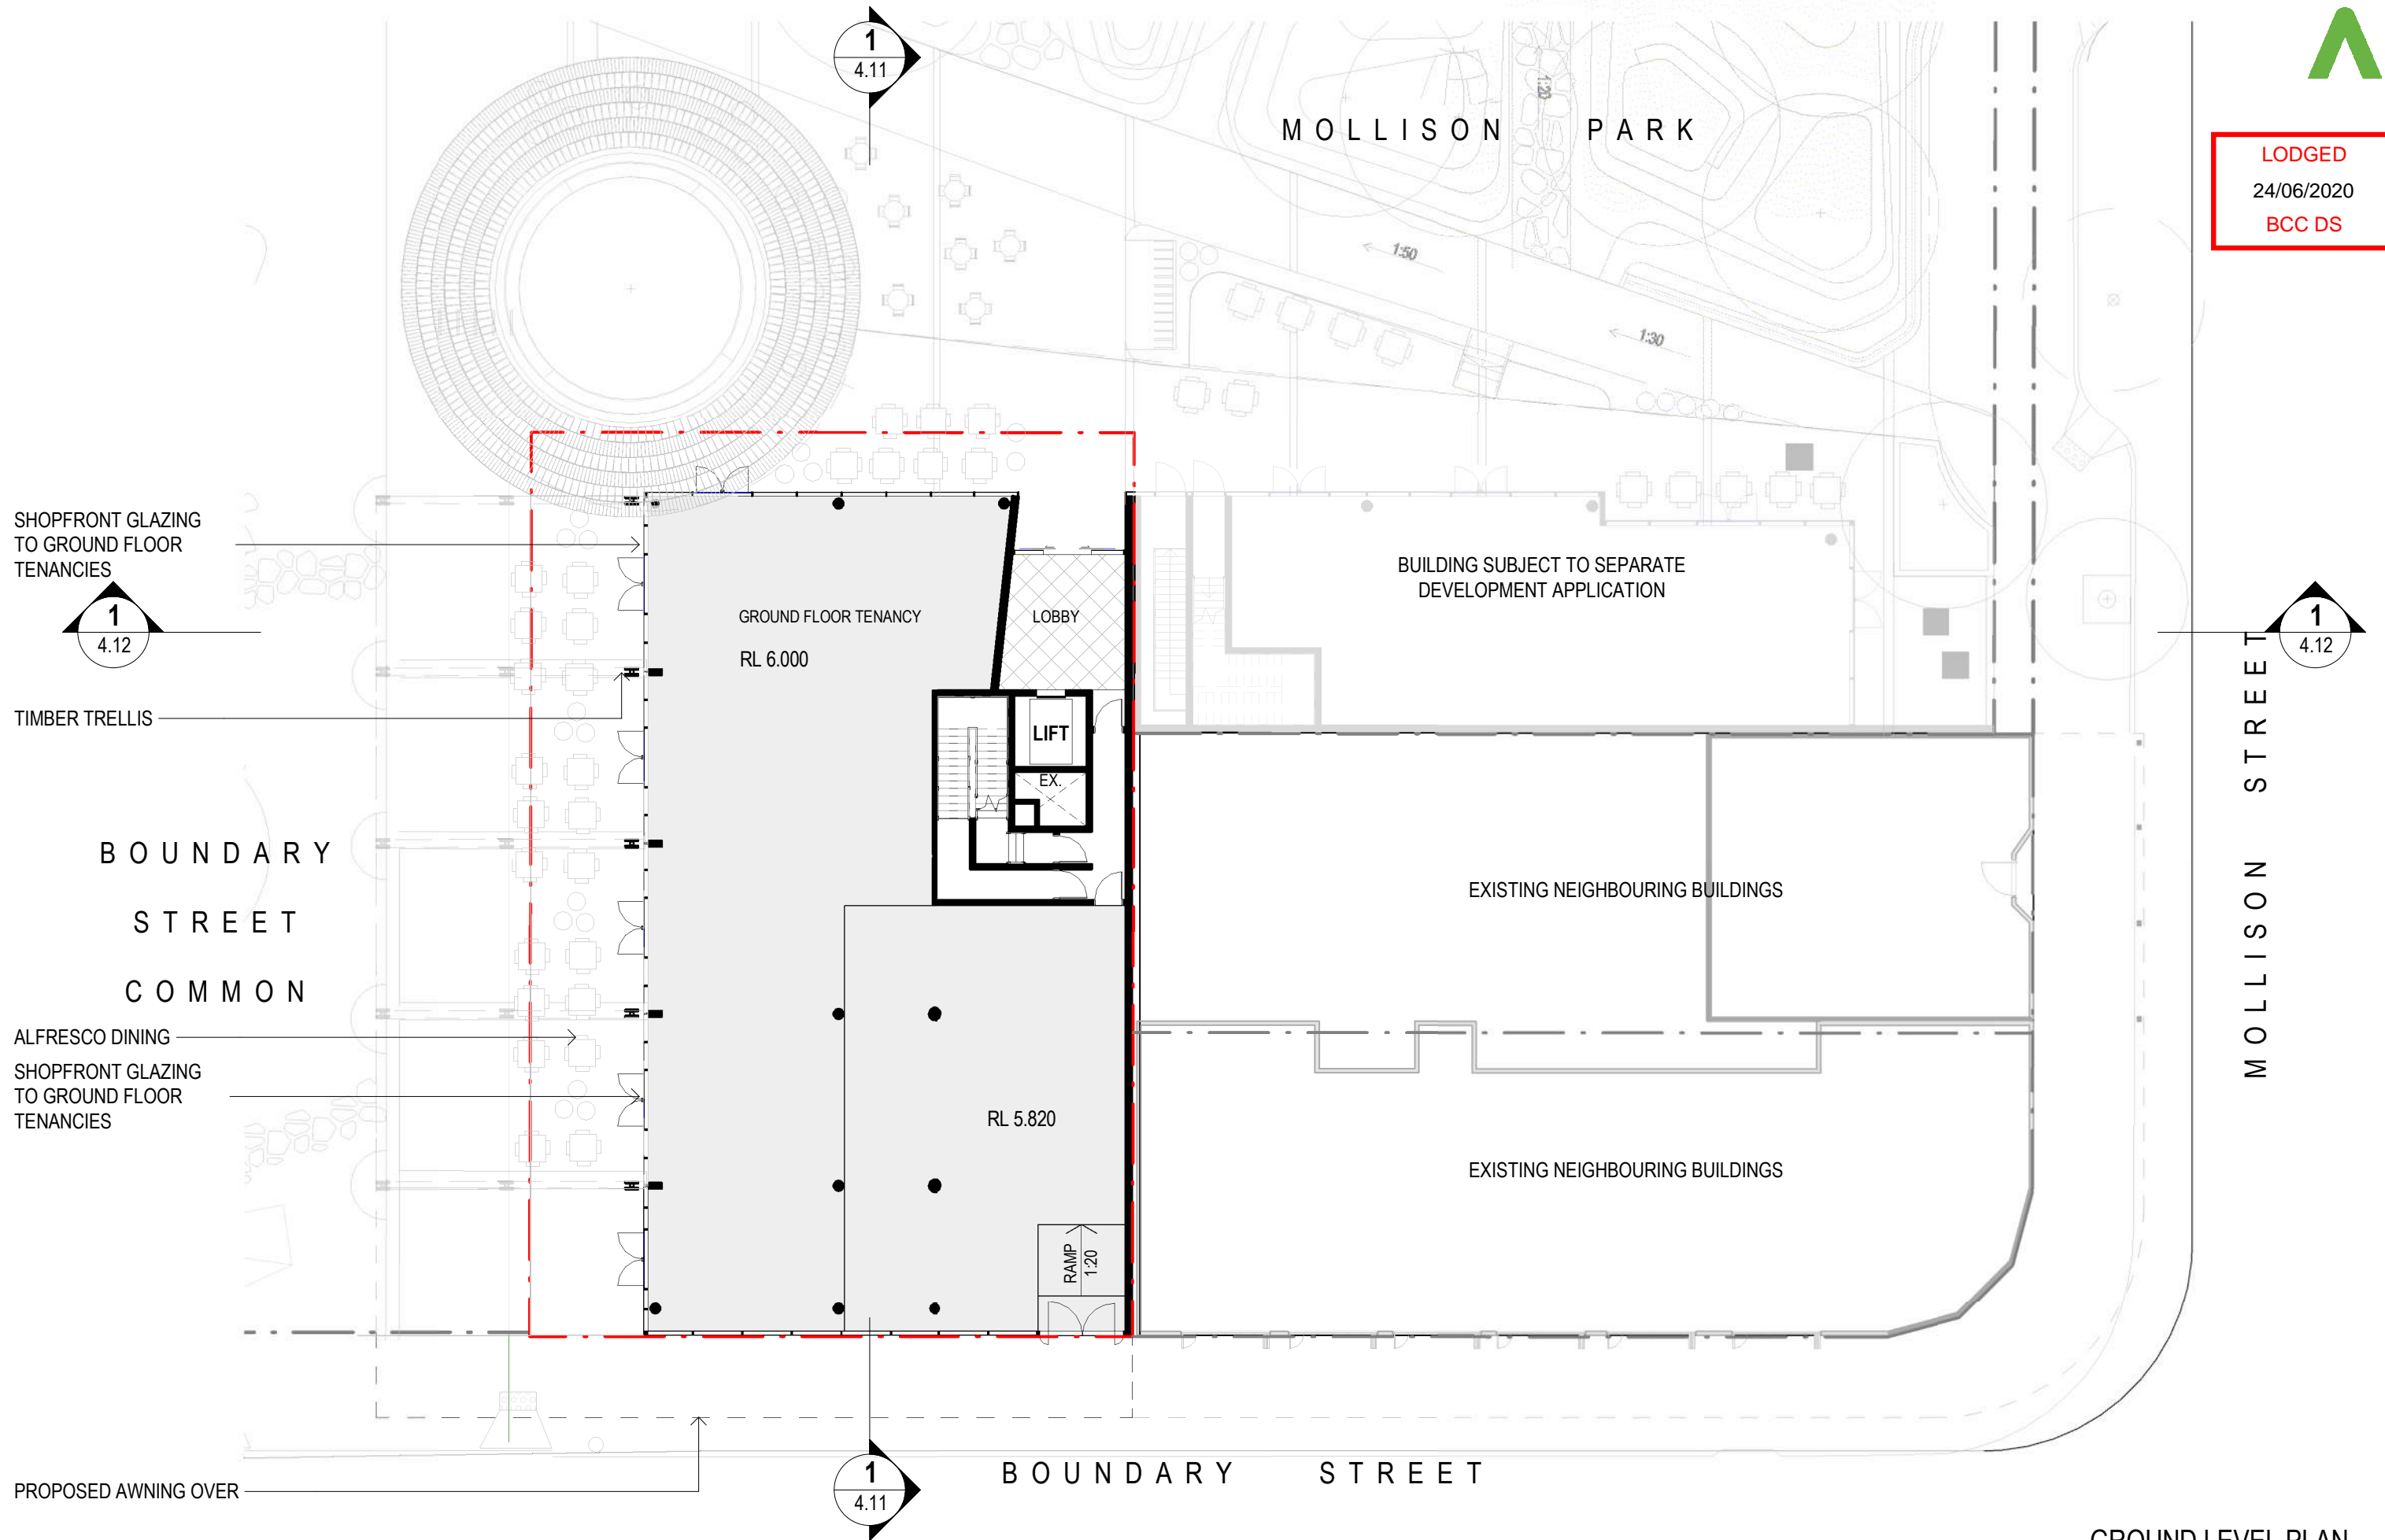 1
4.11
MOLLISON PARK
1:20
LODGED
24/06/2020
BCC DS
1:50
1:30
SHOPFRONT GLAZING
TO GROUND FLOOR
TENANCIES
1
4.12
TIMBER TRELLIS
BOUNDARY
STREET
COMMON
ALFRESCO DINING
SHOPFRONT GLAZING
TO GROUND FLOOR
TENANCIES
PROPOSED AWNING OVER
GROUND FLOOR TENANCY
RL 6.000
LOBBY
LIFT
EX.
RL 5.820
RAMP
1:20
BUILDING SUBJECT TO SEPARATE
DEVELOPMENT APPLICATION
EXISTING NEIGHBOURING BUILDINGS
EXISTING NEIGHBOURING BUILDINGS
1
4.12
MOLLISON STREET
1
4.11
BOUNDARY STREET
GROUND LEVEL PLAN